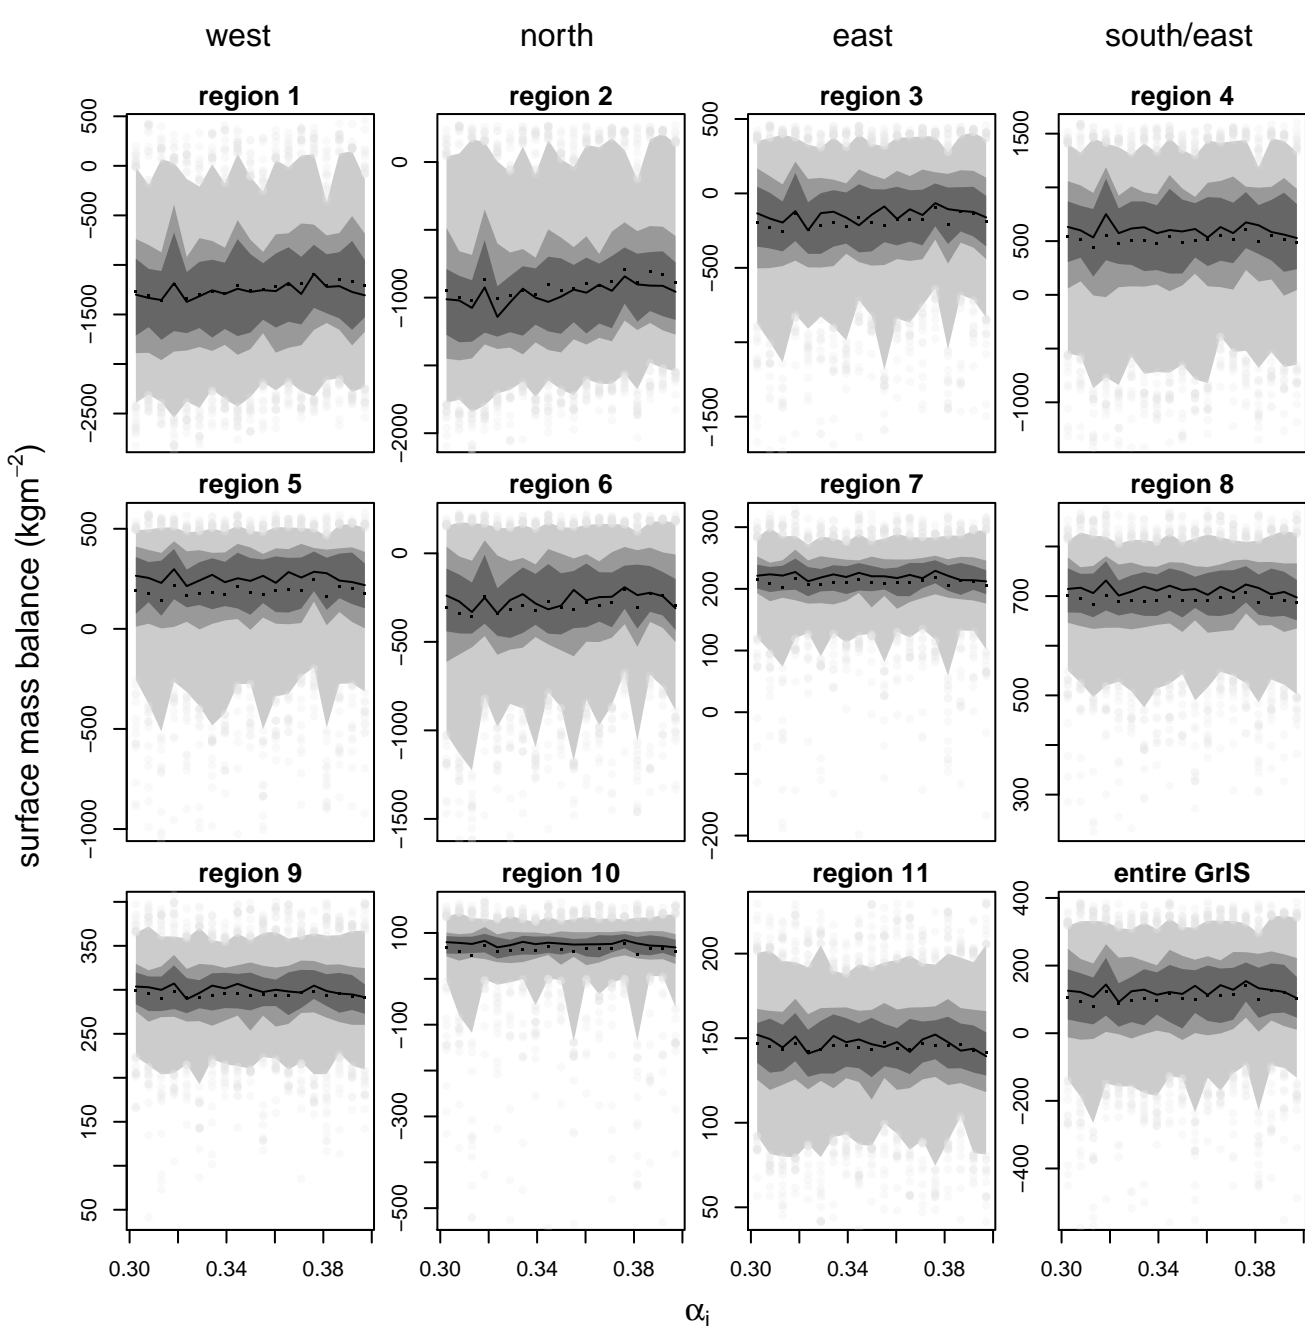 west north east south/east
region 1 region 2 region 3 region 4
500 0 −500 −1500 −2500
0 −1000 −2000
500 0 −500 −1500
1500 500 0 −1000
region 5 region 6 region 7 region 8
500 0 −500 −1000
0 −500 −1000 −1500
300 200 100 0 −200
700 500 300
region 9 region 10 region 11 entire GrIS
350 250 150 50
100 −100 −300 −500
200 150 100 50
400 200 0 −200 −400
0.30 0.34 0.38 0.30 0.34 0.38 0.30 0.34 0.38 0.30 0.34 0.38
surface mass balance (kgm⁻²)
αᵢ